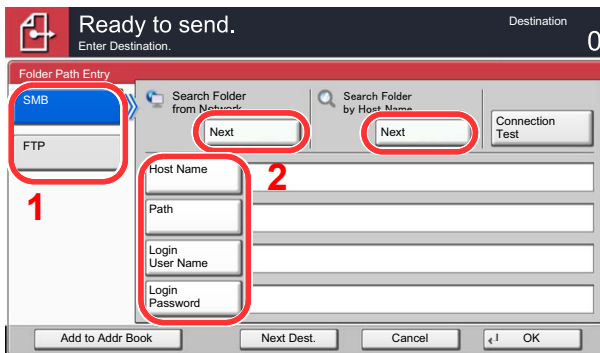 Ready to send.
Destination
Enter Destination.
0
Folder Path Entry
SMB
FTP
1
Search Folder
from Network
Next
Search Folder
by Host Name
Next
Connection
Test
2
Host Name
Path
Login
User Name
Login
Password
Add to Addr Book
Next Dest.
Cancel
OK